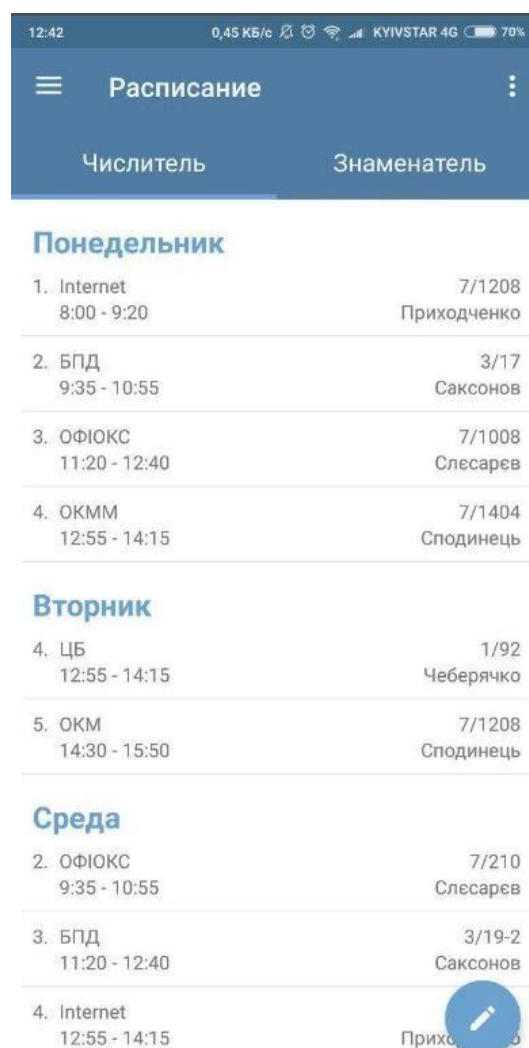 12:42 0,45 КБ/с KYIVSTAR 4G 70%
Расписание
Числитель Знаменатель
Понедельник
1. Internet 7/1208
8:00 - 9:20 Приходченко
2. БПД 3/17
9:35 - 10:55 Саксонов
3. ОФІОКС 7/1008
11:20 - 12:40 Слєсарєв
4. ОКММ 7/1404
12:55 - 14:15 Сподинець
Вторник
4. ЦБ 1/92
12:55 - 14:15 Чеберячко
5. ОКМ 7/1208
14:30 - 15:50 Сподинець
Среда
2. ОФІОКС 7/210
9:35 - 10:55 Слєсарєв
3. БПД 3/19-2
11:20 - 12:40 Саксонов
4. Internet
12:55 - 14:15